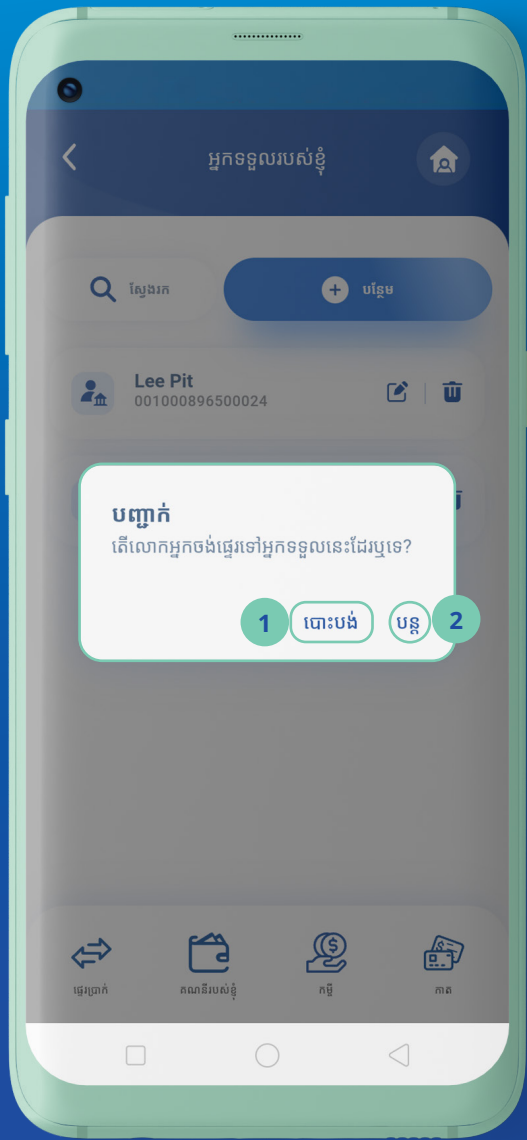 អ្នកទទួលរបស់ខ្ញុំ
ស្វែងរក
បន្ថែម
Lee Pit
001000896500024
បញ្ជាក់
តើលោកអ្នកចង់ផ្ទេរទៅអ្នកទទួលនេះដែរឬទេ?
1 បោះបង់ បន្ត 2
ផ្ទេរប្រាក់ គណនីរបស់ខ្ញុំ កម្ចី កាត